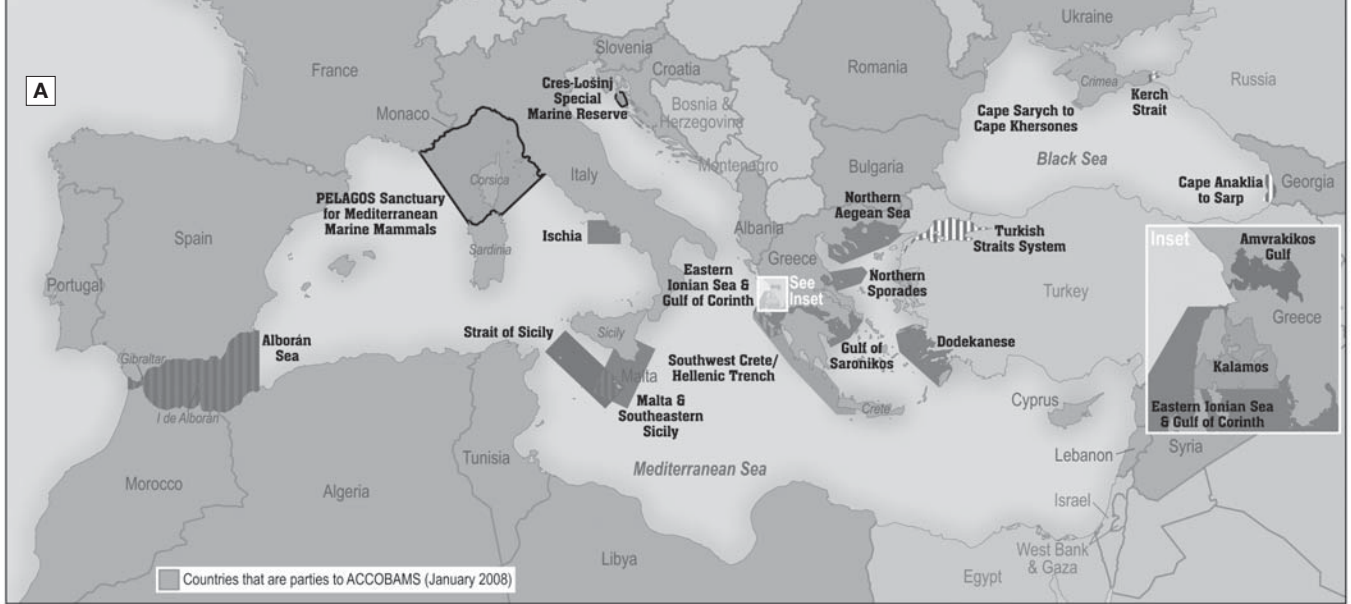 A
Ukraine
Slovenia
France
Croatia
Romania
Russia
Cres-Lošinj
Special
Marine Reserve
Crimea
Kerch
Strait
Monaco
Bosnia &
Herzegovina
Cape Sarych to
Cape Khersones
Black Sea
Montenegro
Bulgaria
Italy
Corsica
Cape Anaklia
to Sarp
Georgia
PELAGOS Sanctuary
for Mediterranean
Marine Mammals
Northern
Aegean Sea
Albania
Spain
Ischia
Turkish
Straits System
Sardinia
Inset
Amvrakikos
Gulf
Greece
Kalamos
Eastern Ionian Sea
& Gulf of Corinth
Greece
Eastern
Ionian Sea &
Gulf of Corinth
See
Inset
Northern
Sporades
Portugal
Turkey
Gibraltar
Alborán
Sea
Strait of Sicily
Sicily
Dodekanese
Gulf of
Saronikos
Southwest Crete/
Hellenic Trench
Malta
I de Alborán
Malta &
Southeastern
Sicily
Crete
Cyprus
Syria
Lebanon
Tunisia
Mediterranean Sea
Morocco
Algeria
Israel
West Bank
& Gaza
Libya
Egypt
Countries that are parties to ACCOBAMS (January 2008)